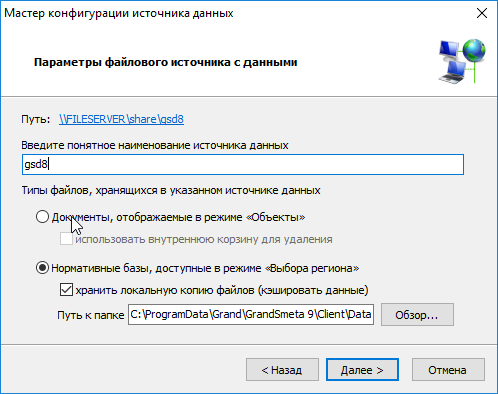 Мастер конфигурации источника данных
Параметры файлового источника с данными
Путь: \\FILESERVER\share\gsd8
Введите понятное наименование источника данных
gsd8
Типы файлов, хранящихся в указанном источнике данных
Документы, отображаемые в режиме «Объекты»
использовать внутреннюю корзину для удаления
Нормативные базы, доступные в режиме «Выбора региона»
хранить локальную копию файлов (кэшировать данные)
Путь к папке C:\ProgramData\Grand\GrandSmeta 9\Client\Data Обзор...
< Назад Далее > Отмена